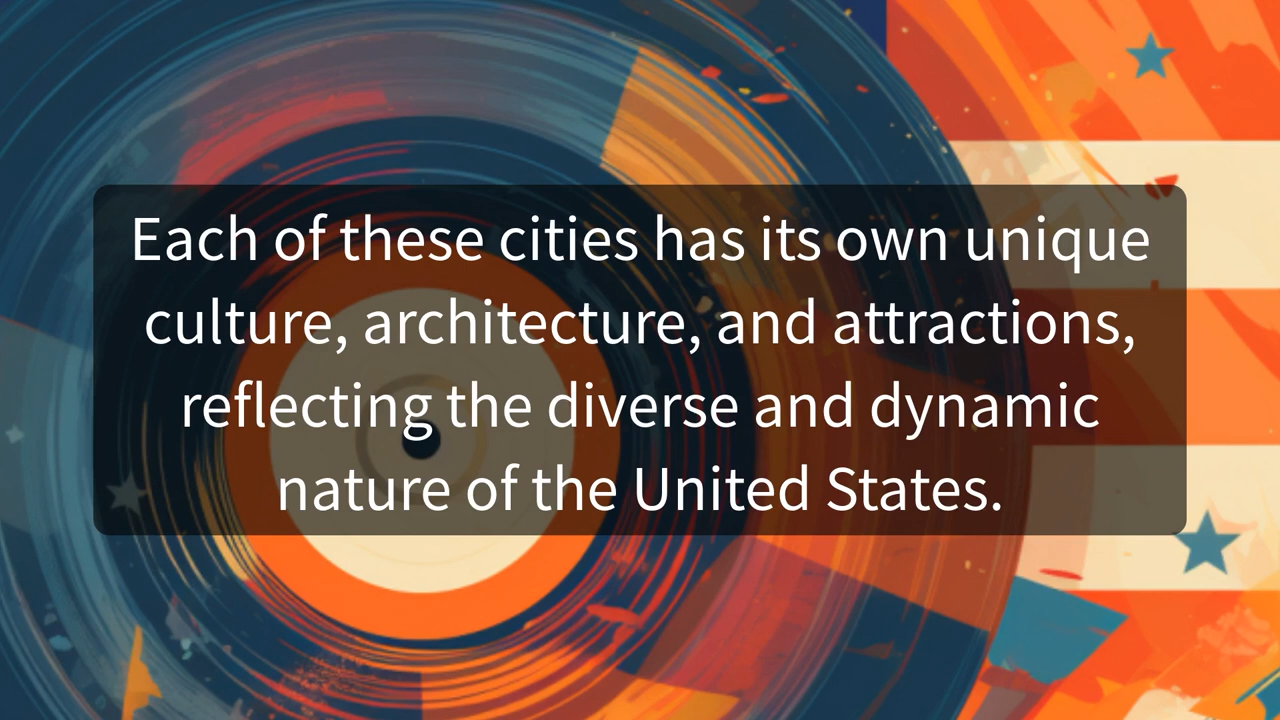 Each of these cities has its own unique
culture, architecture, and attractions,
reflecting the diverse and dynamic
nature of the United States.